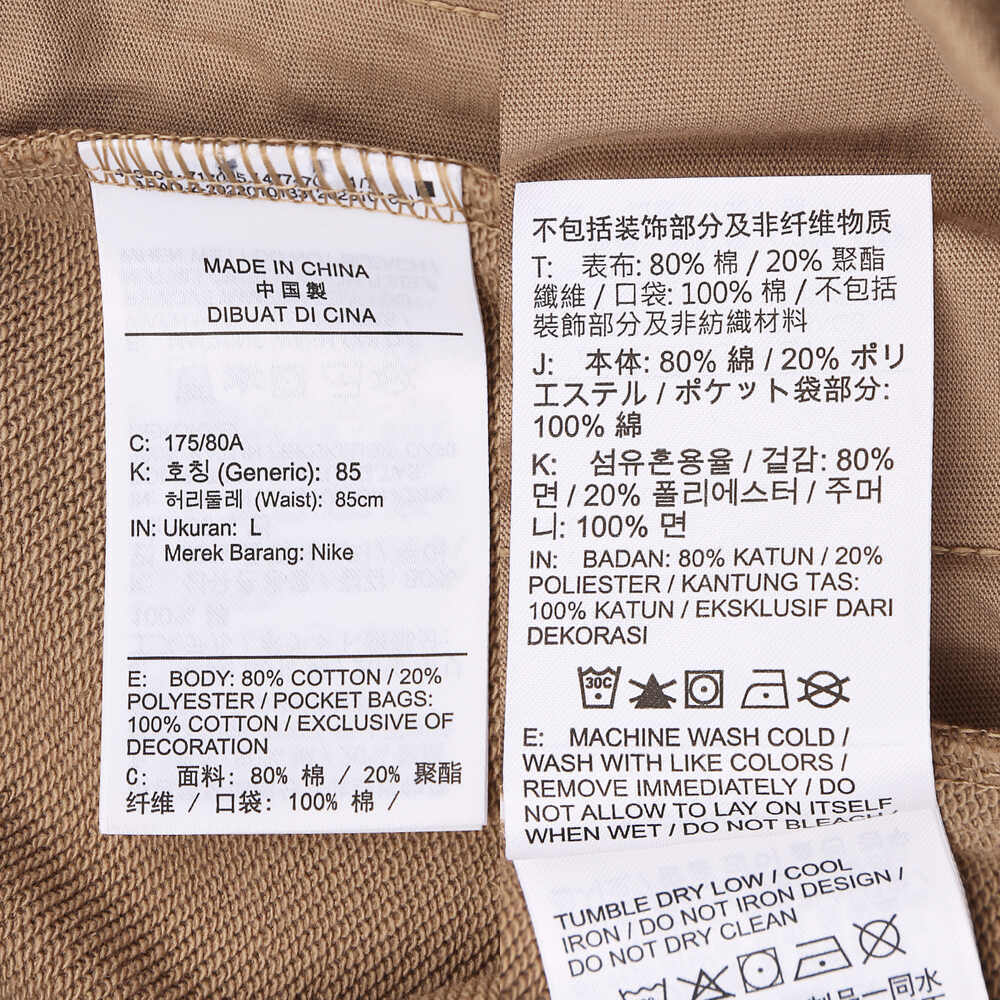 MADE IN CHINA
中国製
DIBUAT DI CINA
C: 175/80A
K: 호칭 (Generic): 85
허리둘레 (Waist): 85cm
IN: Ukuran: L
Merek Barang: Nike
E: BODY: 80% COTTON / 20%
POLYESTER / POCKET BAGS:
100% COTTON / EXCLUSIVE OF
DECORATION
C: 面料: 80% 棉 / 20% 聚酯
纤维 / 口袋: 100% 棉 /
不包括装饰部分及非纤维物质
T: 表布: 80% 棉 / 20% 聚酯
纖維 / 口袋: 100% 棉 / 不包括
裝飾部分及非紡織材料
J: 本体: 80% 綿 / 20% ポリ
エステル / ポケット袋部分:
100% 綿
K: 섬유혼용율 / 겉감: 80%
면 / 20% 폴리에스터 / 주머
니: 100% 면
IN: BADAN: 80% KATUN / 20%
POLIESTER / KANTUNG TAS:
100% KATUN / EKSKLUSIF DARI
DEKORASI
30C
E: MACHINE WASH COLD /
WASH WITH LIKE COLORS /
REMOVE IMMEDIATELY / DO
NOT ALLOW TO LAY ON ITSELF
WHEN WET / DO NOT BLEACH /
TUMBLE DRY LOW / COOL
IRON / DO NOT IRON DESIGN /
DO NOT DRY CLEAN
品一同水